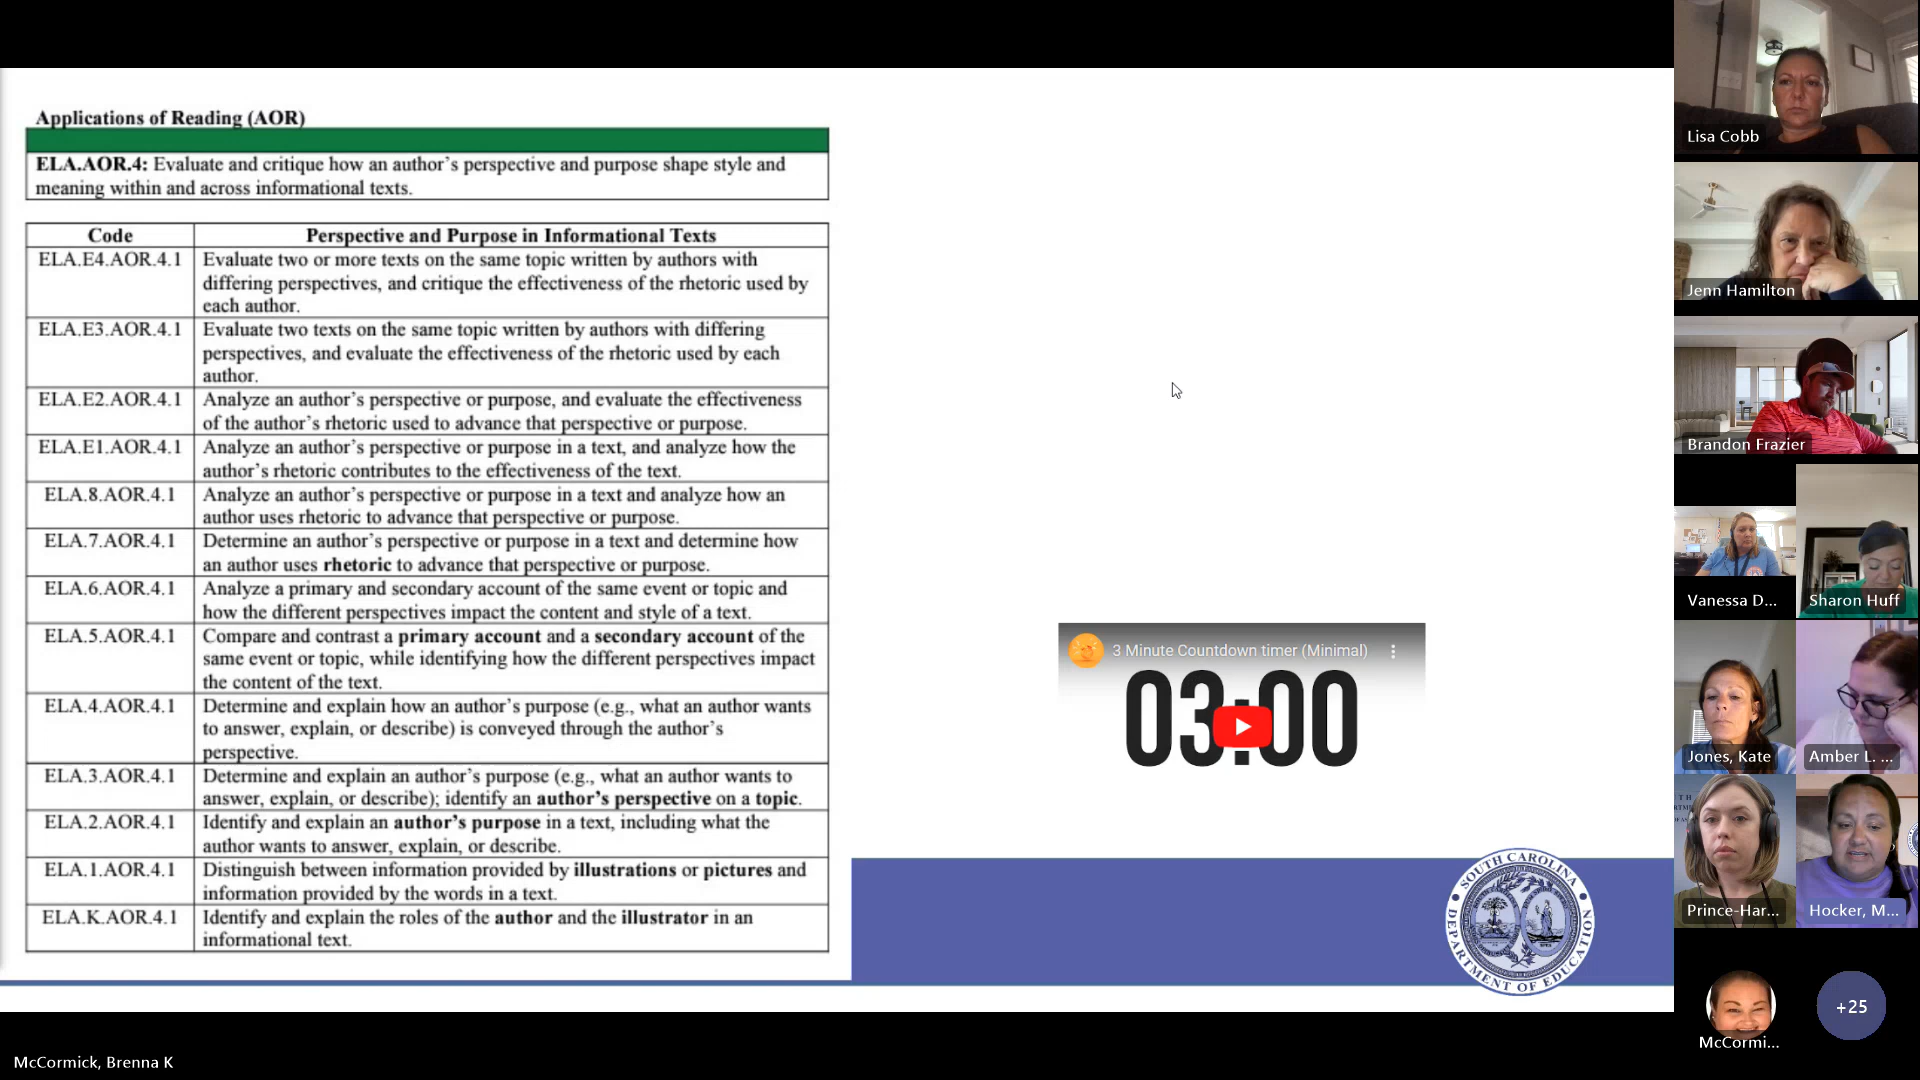 Applications of Reading (AOR)
ELA.AOR.4: Evaluate and critique how an author's perspective and purpose shape style and
meaning within and across informational texts.
Code Perspective and Purpose in Informational Texts
ELA.E4.AOR.4.1 Evaluate two or more texts on the same topic written by authors with
differing perspectives, and critique the effectiveness of the rhetoric used by
each author.
ELA.E3.AOR.4.1 Evaluate two texts on the same topic written by authors with differing
perspectives, and evaluate the effectiveness of the rhetoric used by each
author.
ELA.E2.AOR.4.1 Analyze an author's perspective or purpose, and evaluate the effectiveness
of the author's rhetoric used to advance that perspective or purpose.
ELA.E1.AOR.4.1 Analyze an author's perspective or purpose in a text, and analyze how the
author's rhetoric contributes to the effectiveness of the text.
ELA.8.AOR.4.1 Analyze an author's perspective or purpose in a text and analyze how an
author uses rhetoric to advance that perspective or purpose.
ELA.7.AOR.4.1 Determine an author's perspective or purpose in a text and determine how
an author uses rhetoric to advance that perspective or purpose.
ELA.6.AOR.4.1 Analyze a primary and secondary account of the same event or topic and
how the different perspectives impact the content and style of a text.
ELA.5.AOR.4.1 Compare and contrast a primary account and a secondary account of the
same event or topic, while identifying how the different perspectives impact
the content of the text.
ELA.4.AOR.4.1 Determine and explain how an author's purpose (e.g., what an author wants
to answer, explain, or describe) is conveyed through the author's
perspective.
ELA.3.AOR.4.1 Determine and explain an author's purpose (e.g., what an author wants to
answer, explain, or describe); identify an author's perspective on a topic.
ELA.2.AOR.4.1 Identify and explain an author's purpose in a text, including what the
author wants to answer, explain, or describe.
ELA.1.AOR.4.1 Distinguish between information provided by illustrations or pictures and
information provided by the words in a text.
ELA.K.AOR.4.1 Identify and explain the roles of the author and the illustrator in an
informational text.
3 Minute Countdown timer (Minimal)
03:00
SOUTH CAROLINA
DEPARTMENT OF EDUCATION
Lisa Cobb
Jenn Hamilton
Brandon Frazier
Vanessa D...
Sharon Huff
Jones, Kate
Amber L. ...
Prince-Har...
Hocker, M...
McCormi...
+25
McCormick, Brenna K